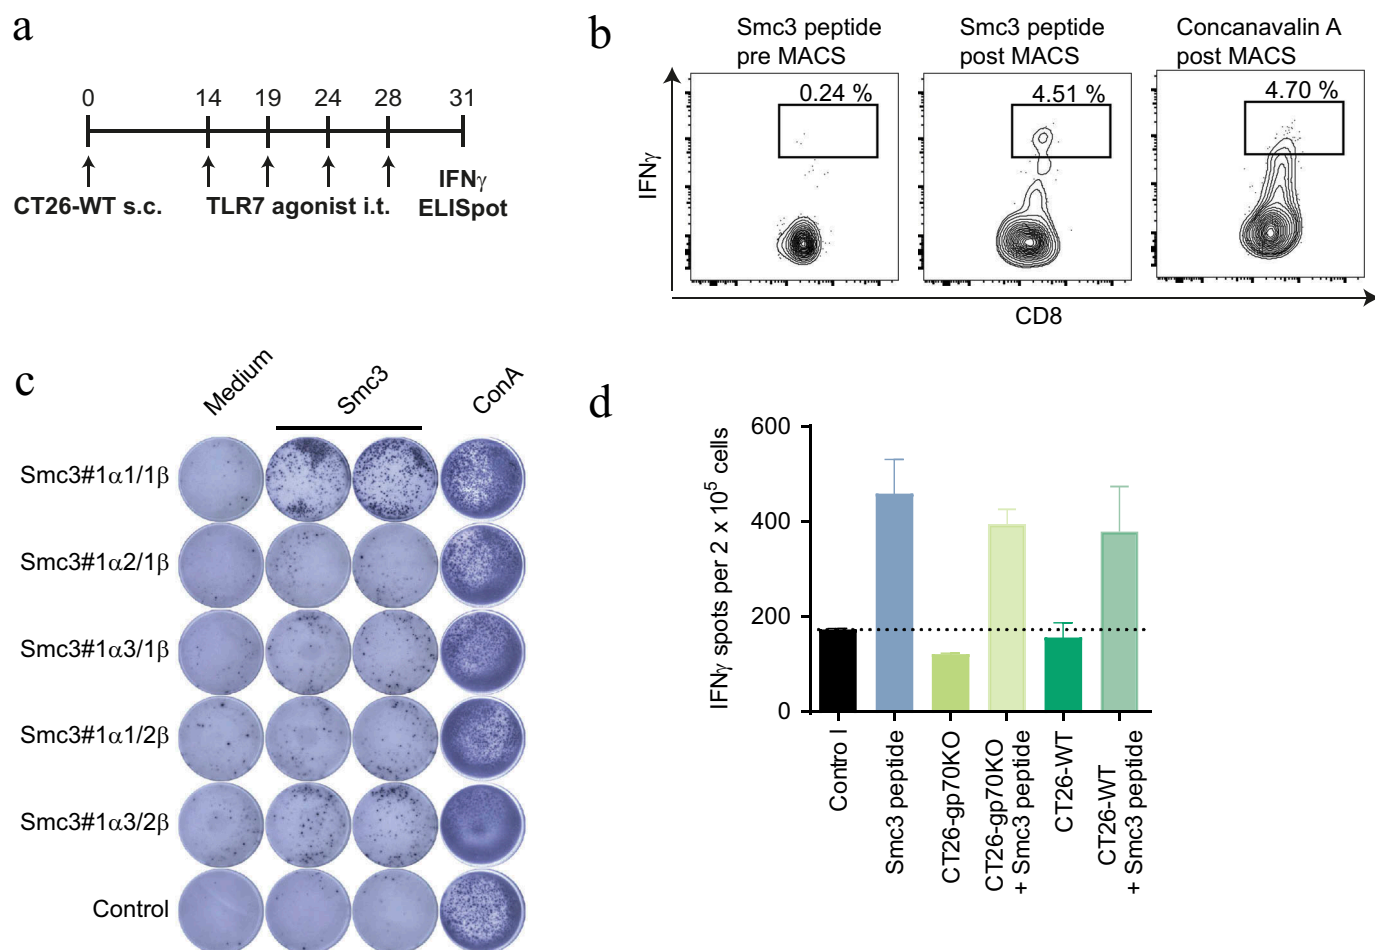 a
0 14 19 24 28 31
CT26-WT s.c. TLR7 agonist i.t. IFNγ
ELISpot
b
Smc3 peptide
pre MACS
Smc3 peptide
post MACS
Concanavalin A
post MACS
0.24 %
4.51 %
4.70 %
IFNγ
CD8
c
Medium
Smc3
ConA
Smc3#1α1/1β
Smc3#1α2/1β
Smc3#1α3/1β
Smc3#1α1/2β
Smc3#1α3/2β
Control
d
IFNγ spots per 2 x 10⁵ cells
600
400
200
0
Contro l
Smc3 peptide
CT26-gp70KO
CT26-gp70KO
+ Smc3 peptide
CT26-WT
CT26-WT
+ Smc3 peptide